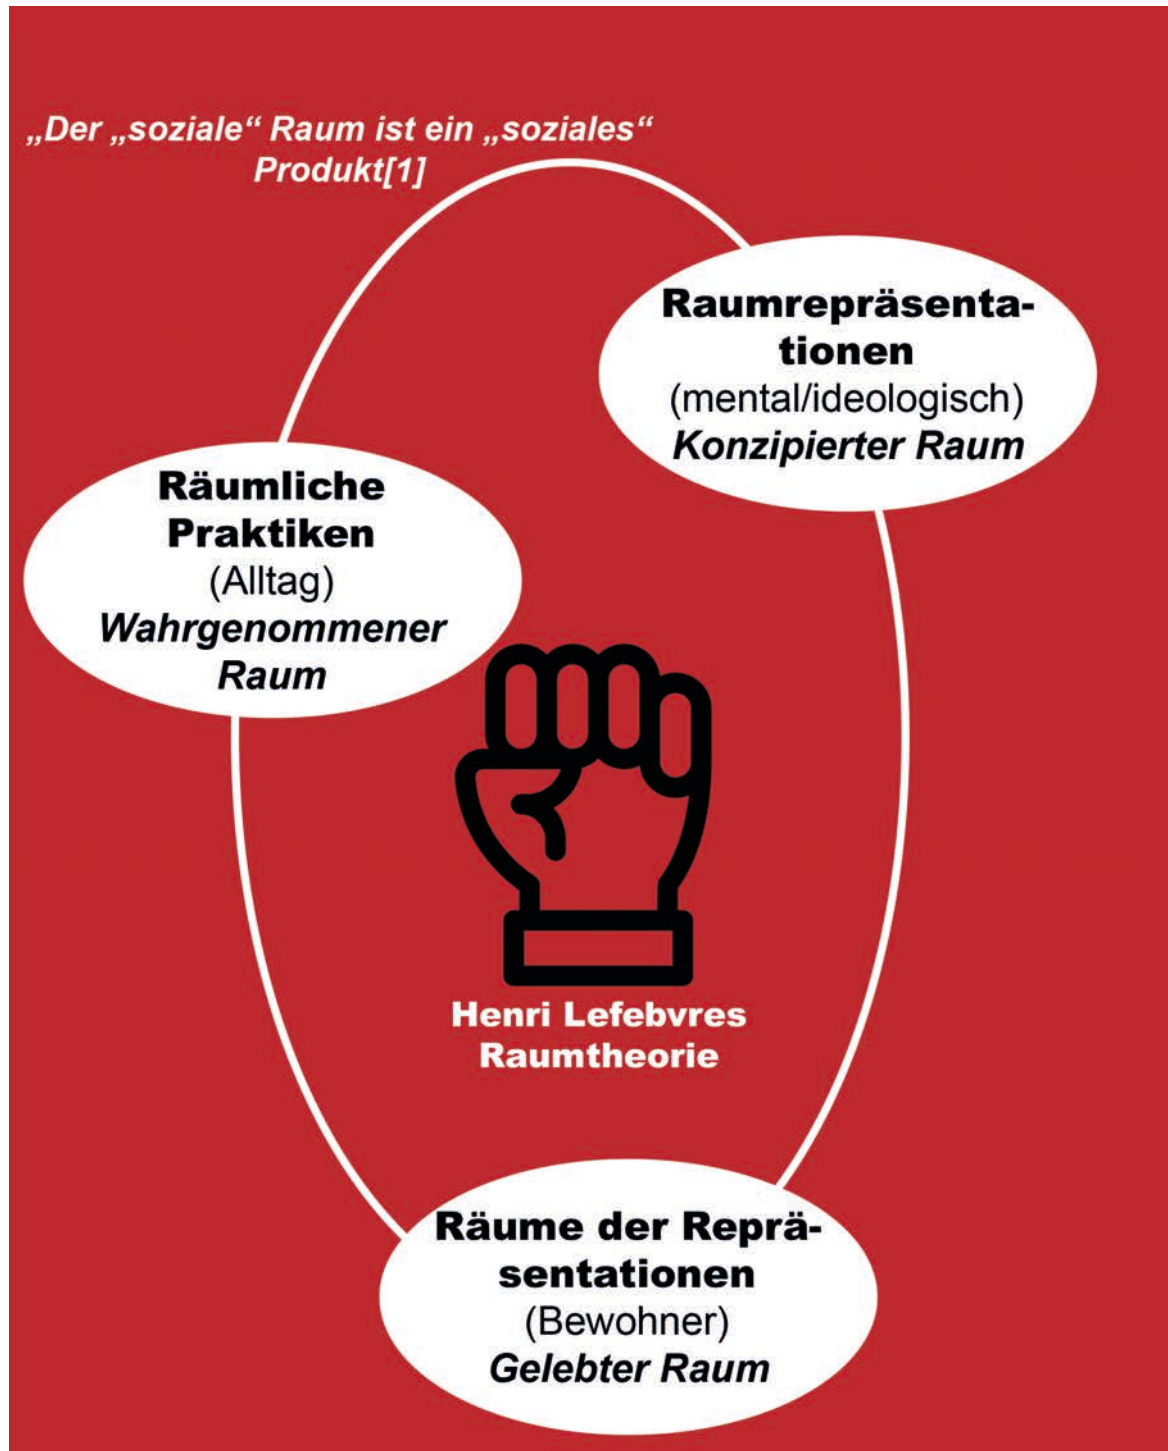 „Der „soziale“ Raum ist ein „soziales“
Produkt[1]
Raumrepräsenta-
tionen
(mental/ideologisch)
Konzipierter Raum
Räumliche
Praktiken
(Alltag)
Wahrgenommener
Raum
Henri Lefebvres
Raumtheorie
Räume der Reprä-
sentationen
(Bewohner)
Gelebter Raum